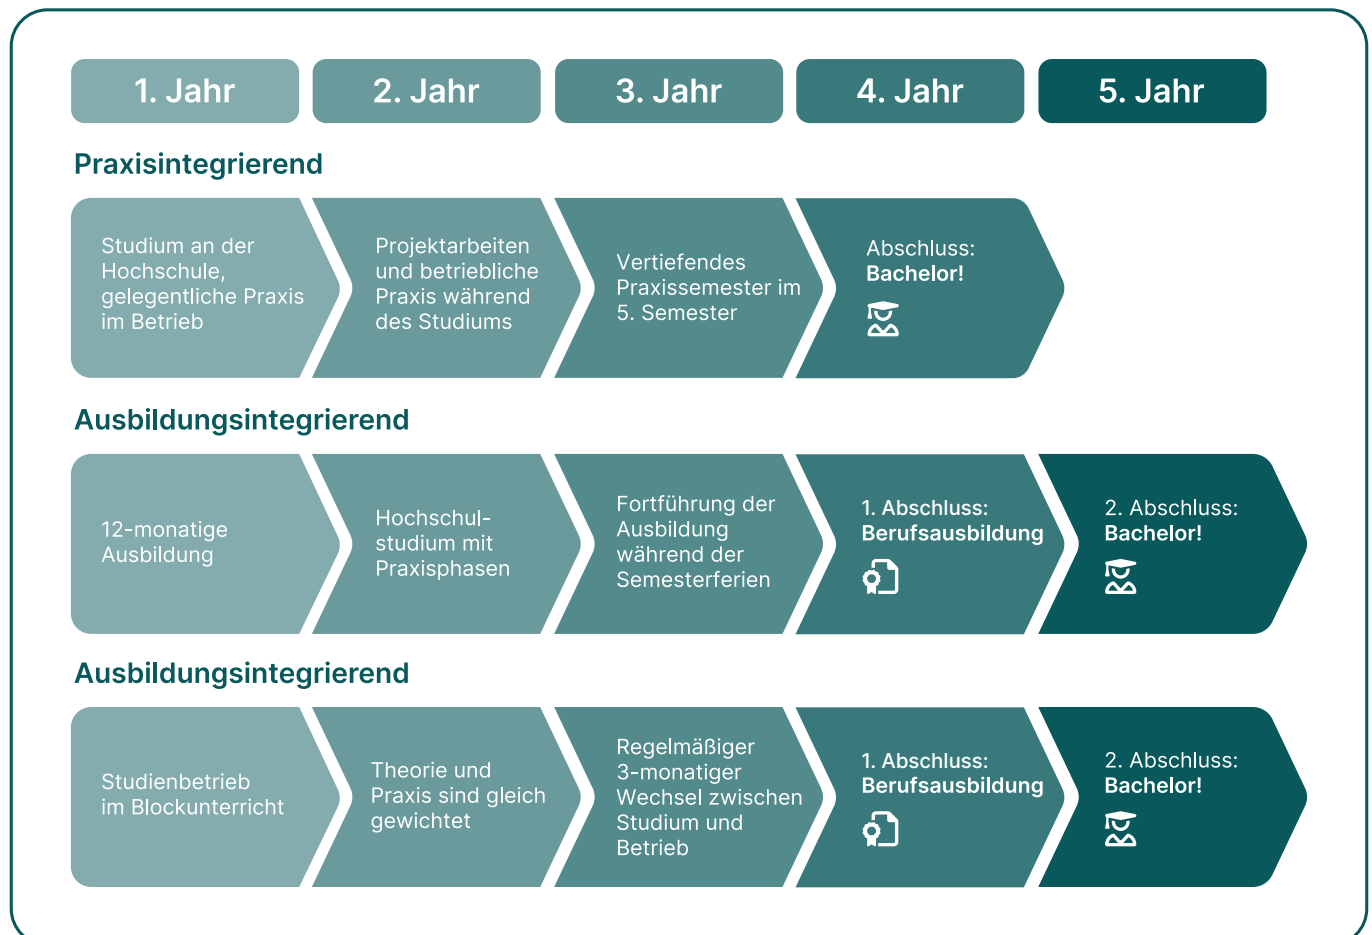 1. Jahr
2. Jahr
3. Jahr
4. Jahr
5. Jahr
Praxisintegrierend
Studium an der
Hochschule,
gelegentliche Praxis
im Betrieb
Projektarbeiten
und betriebliche
Praxis während
des Studiums
Vertiefendes
Praxissemester im
5. Semester
Abschluss:
Bachelor!
Ausbildungsintegrierend
12-monatige
Ausbildung
Hochschul-
studium mit
Praxisphasen
Fortführung der
Ausbildung
während der
Semesterferien
1. Abschluss:
Berufsausbildung
2. Abschluss:
Bachelor!
Ausbildungsintegrierend
Studienbetrieb
im Blockunterricht
Theorie und
Praxis sind gleich
gewichtet
Regelmäßiger
3-monatiger
Wechsel zwischen
Studium und
Betrieb
1. Abschluss:
Berufsausbildung
2. Abschluss:
Bachelor!